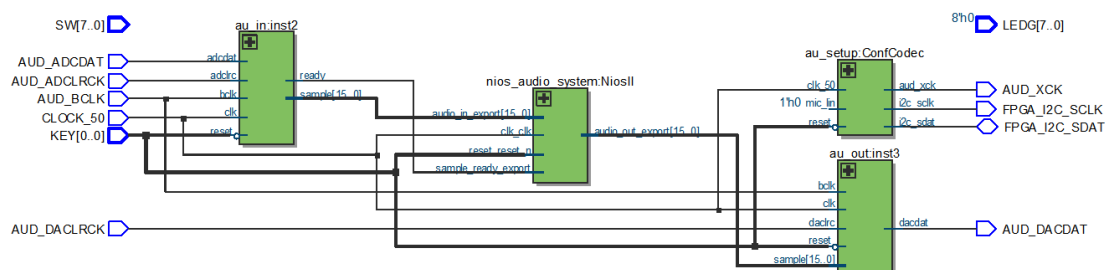 SW[7..0]
AUD_ADCDAT
AUD_ADCLRCK
AUD_BCLK
CLOCK_50
KEY[0..0]
AUD_DACLRCK
au_in:inst2
adcdat
adclrc
bclk
clk
reset
ready
sample[15..0]
nios_audio_system:NiosII
audio_in_export[15..0]
clk_clk
reset_reset_n
sample_ready_export
audio_out_export[15..0]
8'h0
LEDG[7..0]
au_setup:ConfCodec
clk_50
1'h0 mic_lin
reset
aud_xck
i2c_sclk
i2c_sdat
AUD_XCK
FPGA_I2C_SCLK
FPGA_I2C_SDAT
au_out:inst3
bclk
clk
daclrc
reset
sample[15..0]
dacdat
AUD_DACDAT